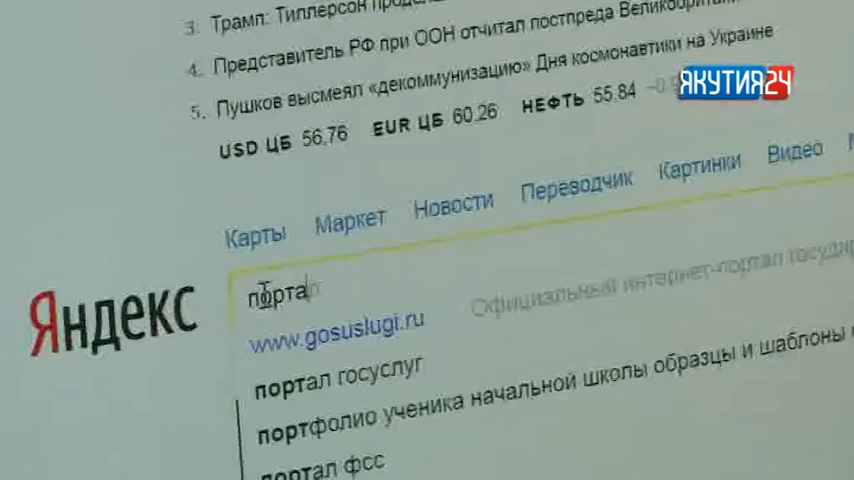 3. Трамп: Тиллерсон
4. Представитель РФ при ООН отчитал постпреда Великобритании
5. Пушков высмеял «декоммунизацию» Дня космонавтики на Украине
ЯКУТИЯ24
USD ЦБ 56,76 EUR ЦБ 60,26 НЕФТЬ 55,84
Карты Маркет Новости Переводчик Картинки Видео
Яндекс
портал
www.gosuslugi.ru Официальный интернет-портал государ
портал госуслуг
портфолио ученика начальной школы образцы и шаблоны
портал фсс